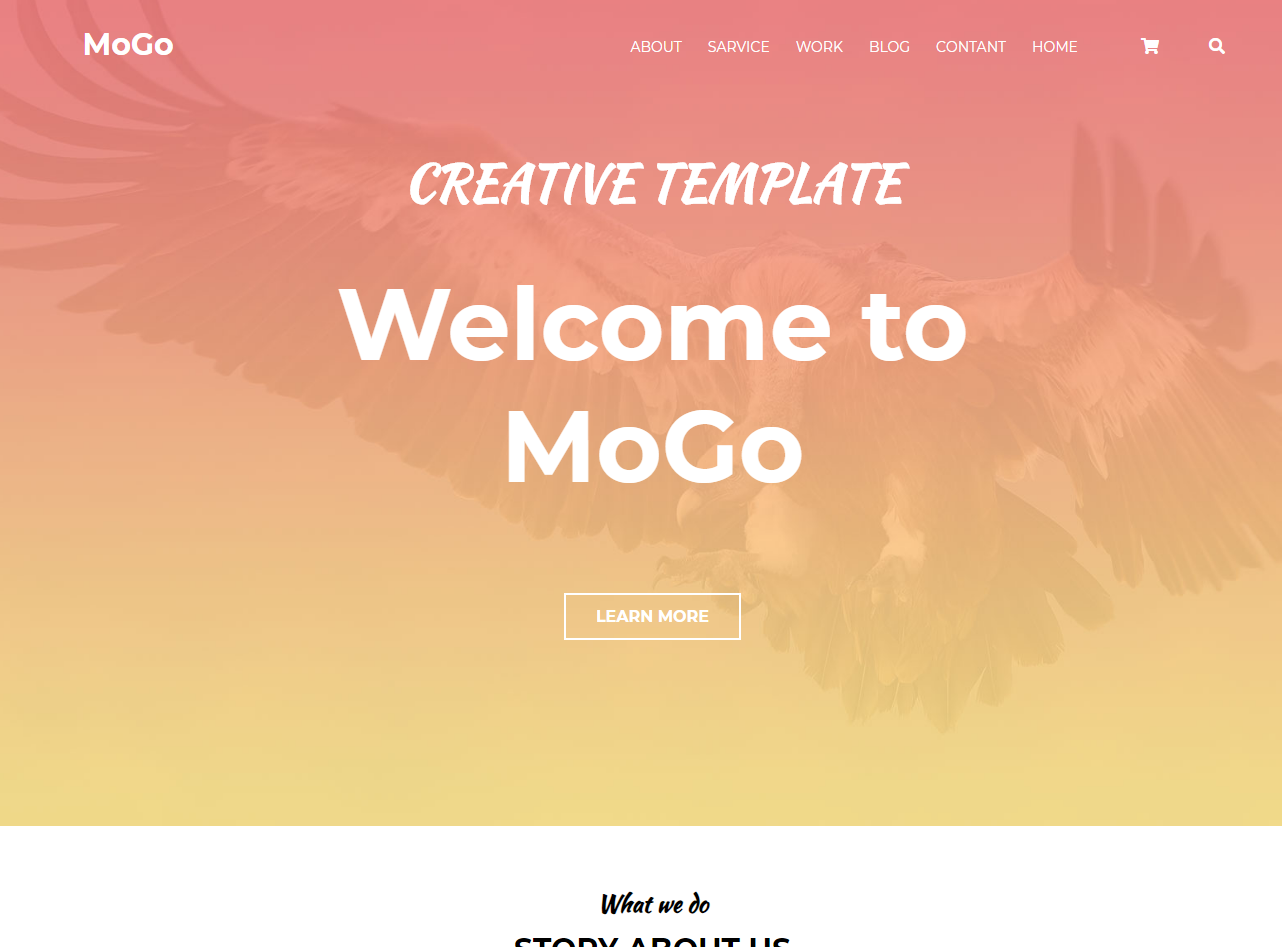 MoGo
ABOUT SARVICE WORK BLOG CONTANT HOME
CREATIVE TEMPLATE
Welcome to
MoGo
LEARN MORE
What we do
STORY ABOUT US